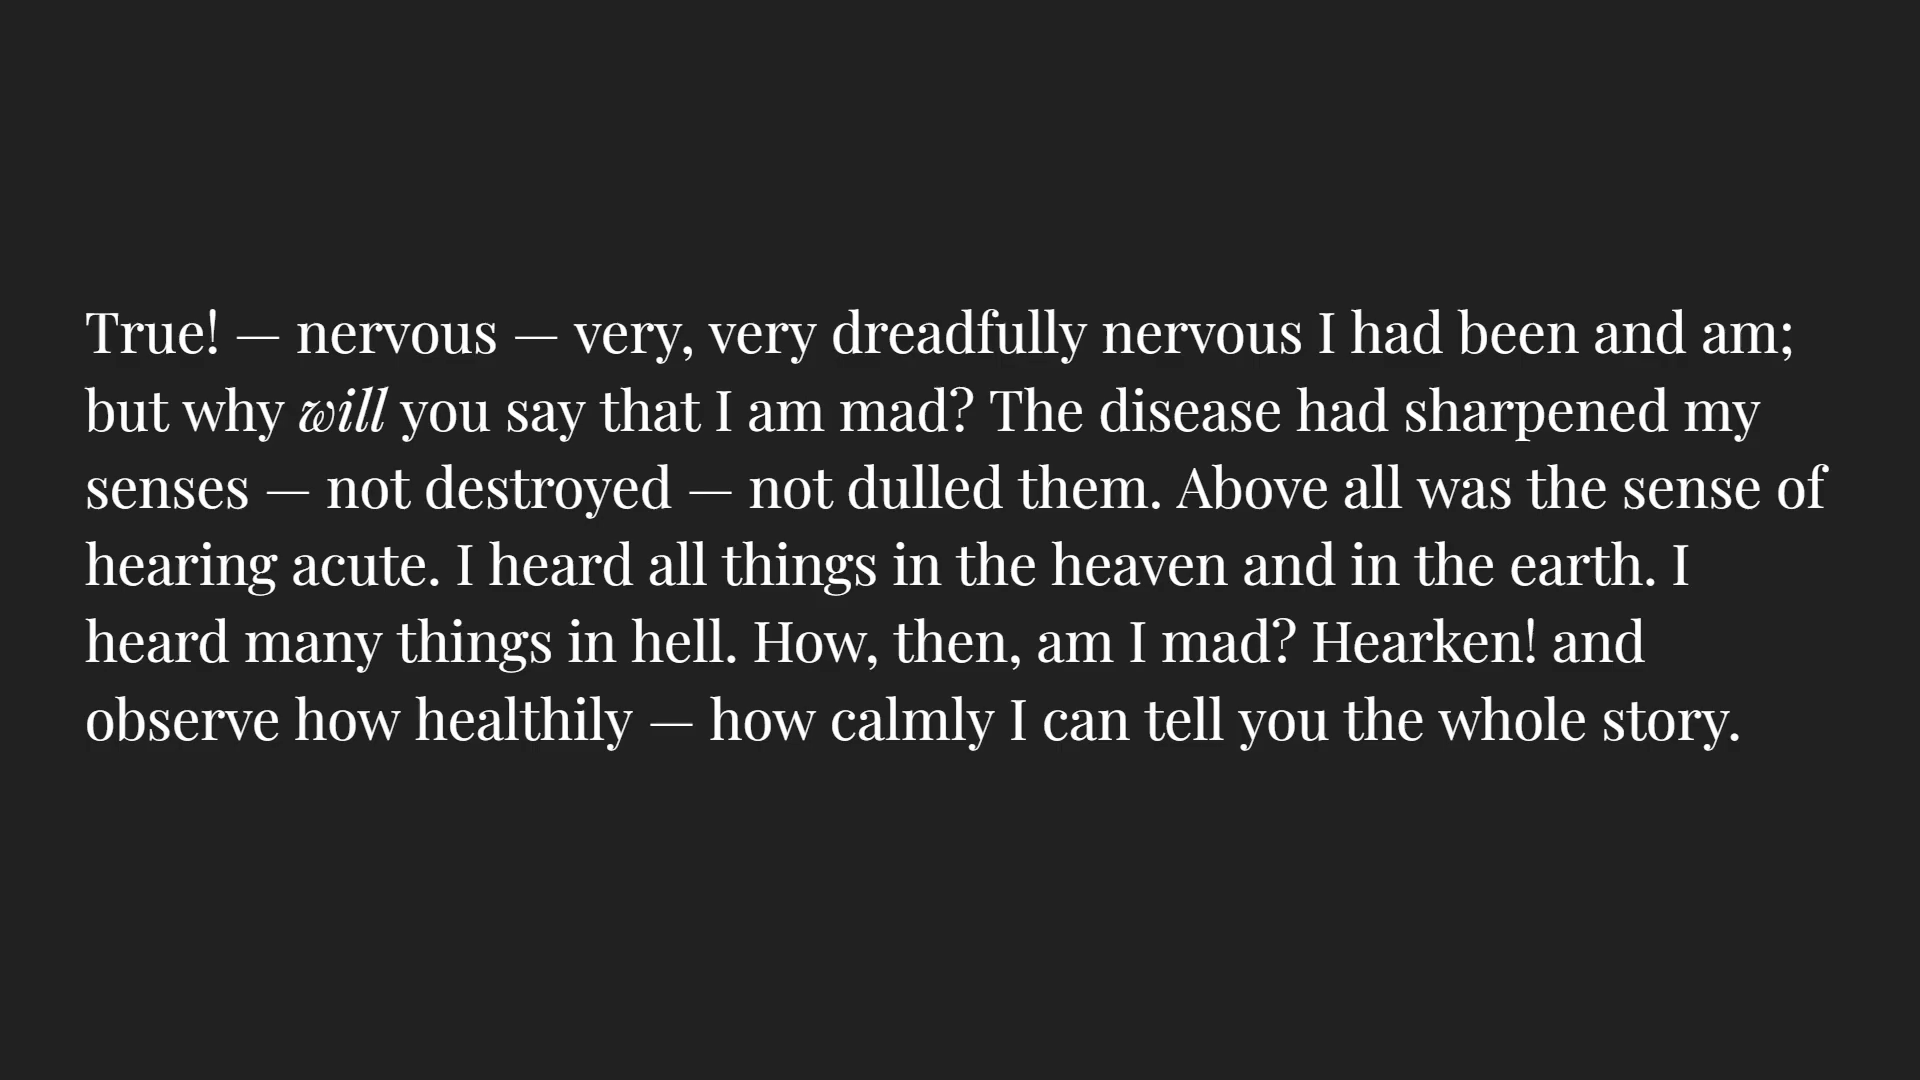 True! — nervous — very, very dreadfully nervous I had been and am;
but why will you say that I am mad? The disease had sharpened my
senses — not destroyed — not dulled them. Above all was the sense of
hearing acute. I heard all things in the heaven and in the earth. I
heard many things in hell. How, then, am I mad? Hearken! and
observe how healthily — how calmly I can tell you the whole story.